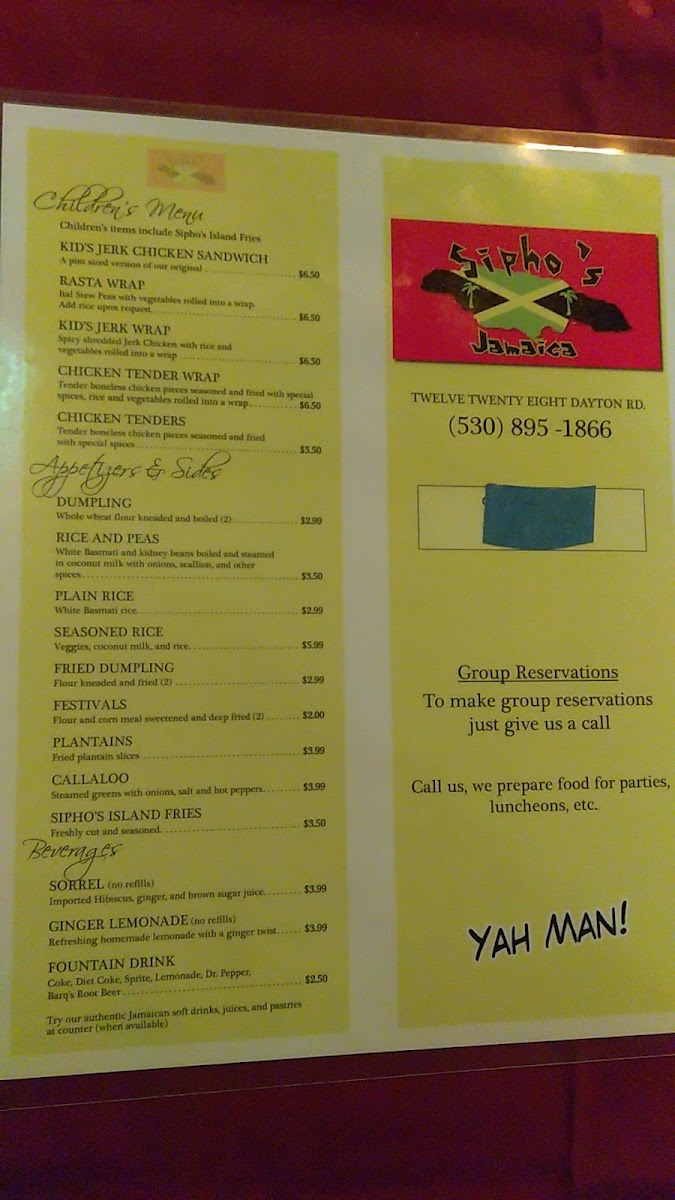 Children's Menu
Children's items include Sipho's Island Fries
KID'S JERK CHICKEN SANDWICH
A pint sized version of our original $6.50
RASTA WRAP
Ital Stew Peas with vegetables rolled into a wrap.
Add rice upon request. $6.50
KID'S JERK WRAP
Spicy shredded Jerk Chicken with rice and
vegetables rolled into a wrap $6.50
CHICKEN TENDER WRAP
Tender boneless chicken pieces seasoned and fried with special
spices, rice and vegetables rolled into a wrap $6.50
CHICKEN TENDERS
Tender boneless chicken pieces seasoned and fried
with special spices $5.50
Appetizers & Sides
DUMPLING
Whole wheat flour kneaded and boiled (2) $2.99
RICE AND PEAS
White Basmati and kidney beans boiled and steamed
in coconut milk with onions, scallion, and other
spices $3.50
PLAIN RICE
White Basmati rice. $2.99
SEASONED RICE
Veggies, coconut milk, and rice. $5.99
FRIED DUMPLING
Flour kneaded and fried (2) $2.99
FESTIVALS
Flour and corn meal sweetened and deep fried (2) $2.00
PLANTAINS
Fried plantain slices $3.99
CALLALOO
Steamed greens with onions, salt and hot peppers. $3.99
SIPHO'S ISLAND FRIES
Freshly cut and seasoned. $3.50
Beverages
SORREL (no refills)
Imported Hibiscus, ginger, and brown sugar juice. $3.99
GINGER LEMONADE (no refills)
Refreshing homemade lemonade with a ginger twist. $3.99
FOUNTAIN DRINK
Coke, Diet Coke, Sprite, Lemonade, Dr. Pepper,
Barq's Root Beer $2.50
Try our authentic Jamaican soft drinks, juices, and pastries
at counter (when available)
Sipho's
Jamaica
TWELVE TWENTY EIGHT DAYTON RD.
(530) 895 -1866
Group Reservations
To make group reservations
just give us a call
Call us, we prepare food for parties,
luncheons, etc.
YAH MAN!